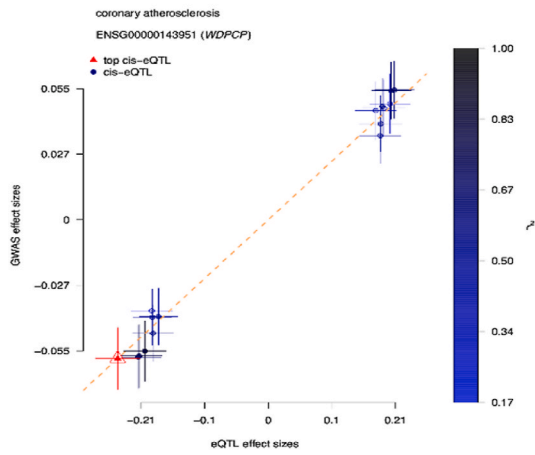 coronary atherosclerosis
ENSG00000143951 (WDPCP)
top cis-eQTL
cis-eQTL
0.055
0.027
0
−0.027
−0.055
GWAS effect sizes
−0.21
−0.1
0
0.1
0.21
eQTL effect sizes
1.00
0.83
0.67
0.50
0.34
0.17
r²